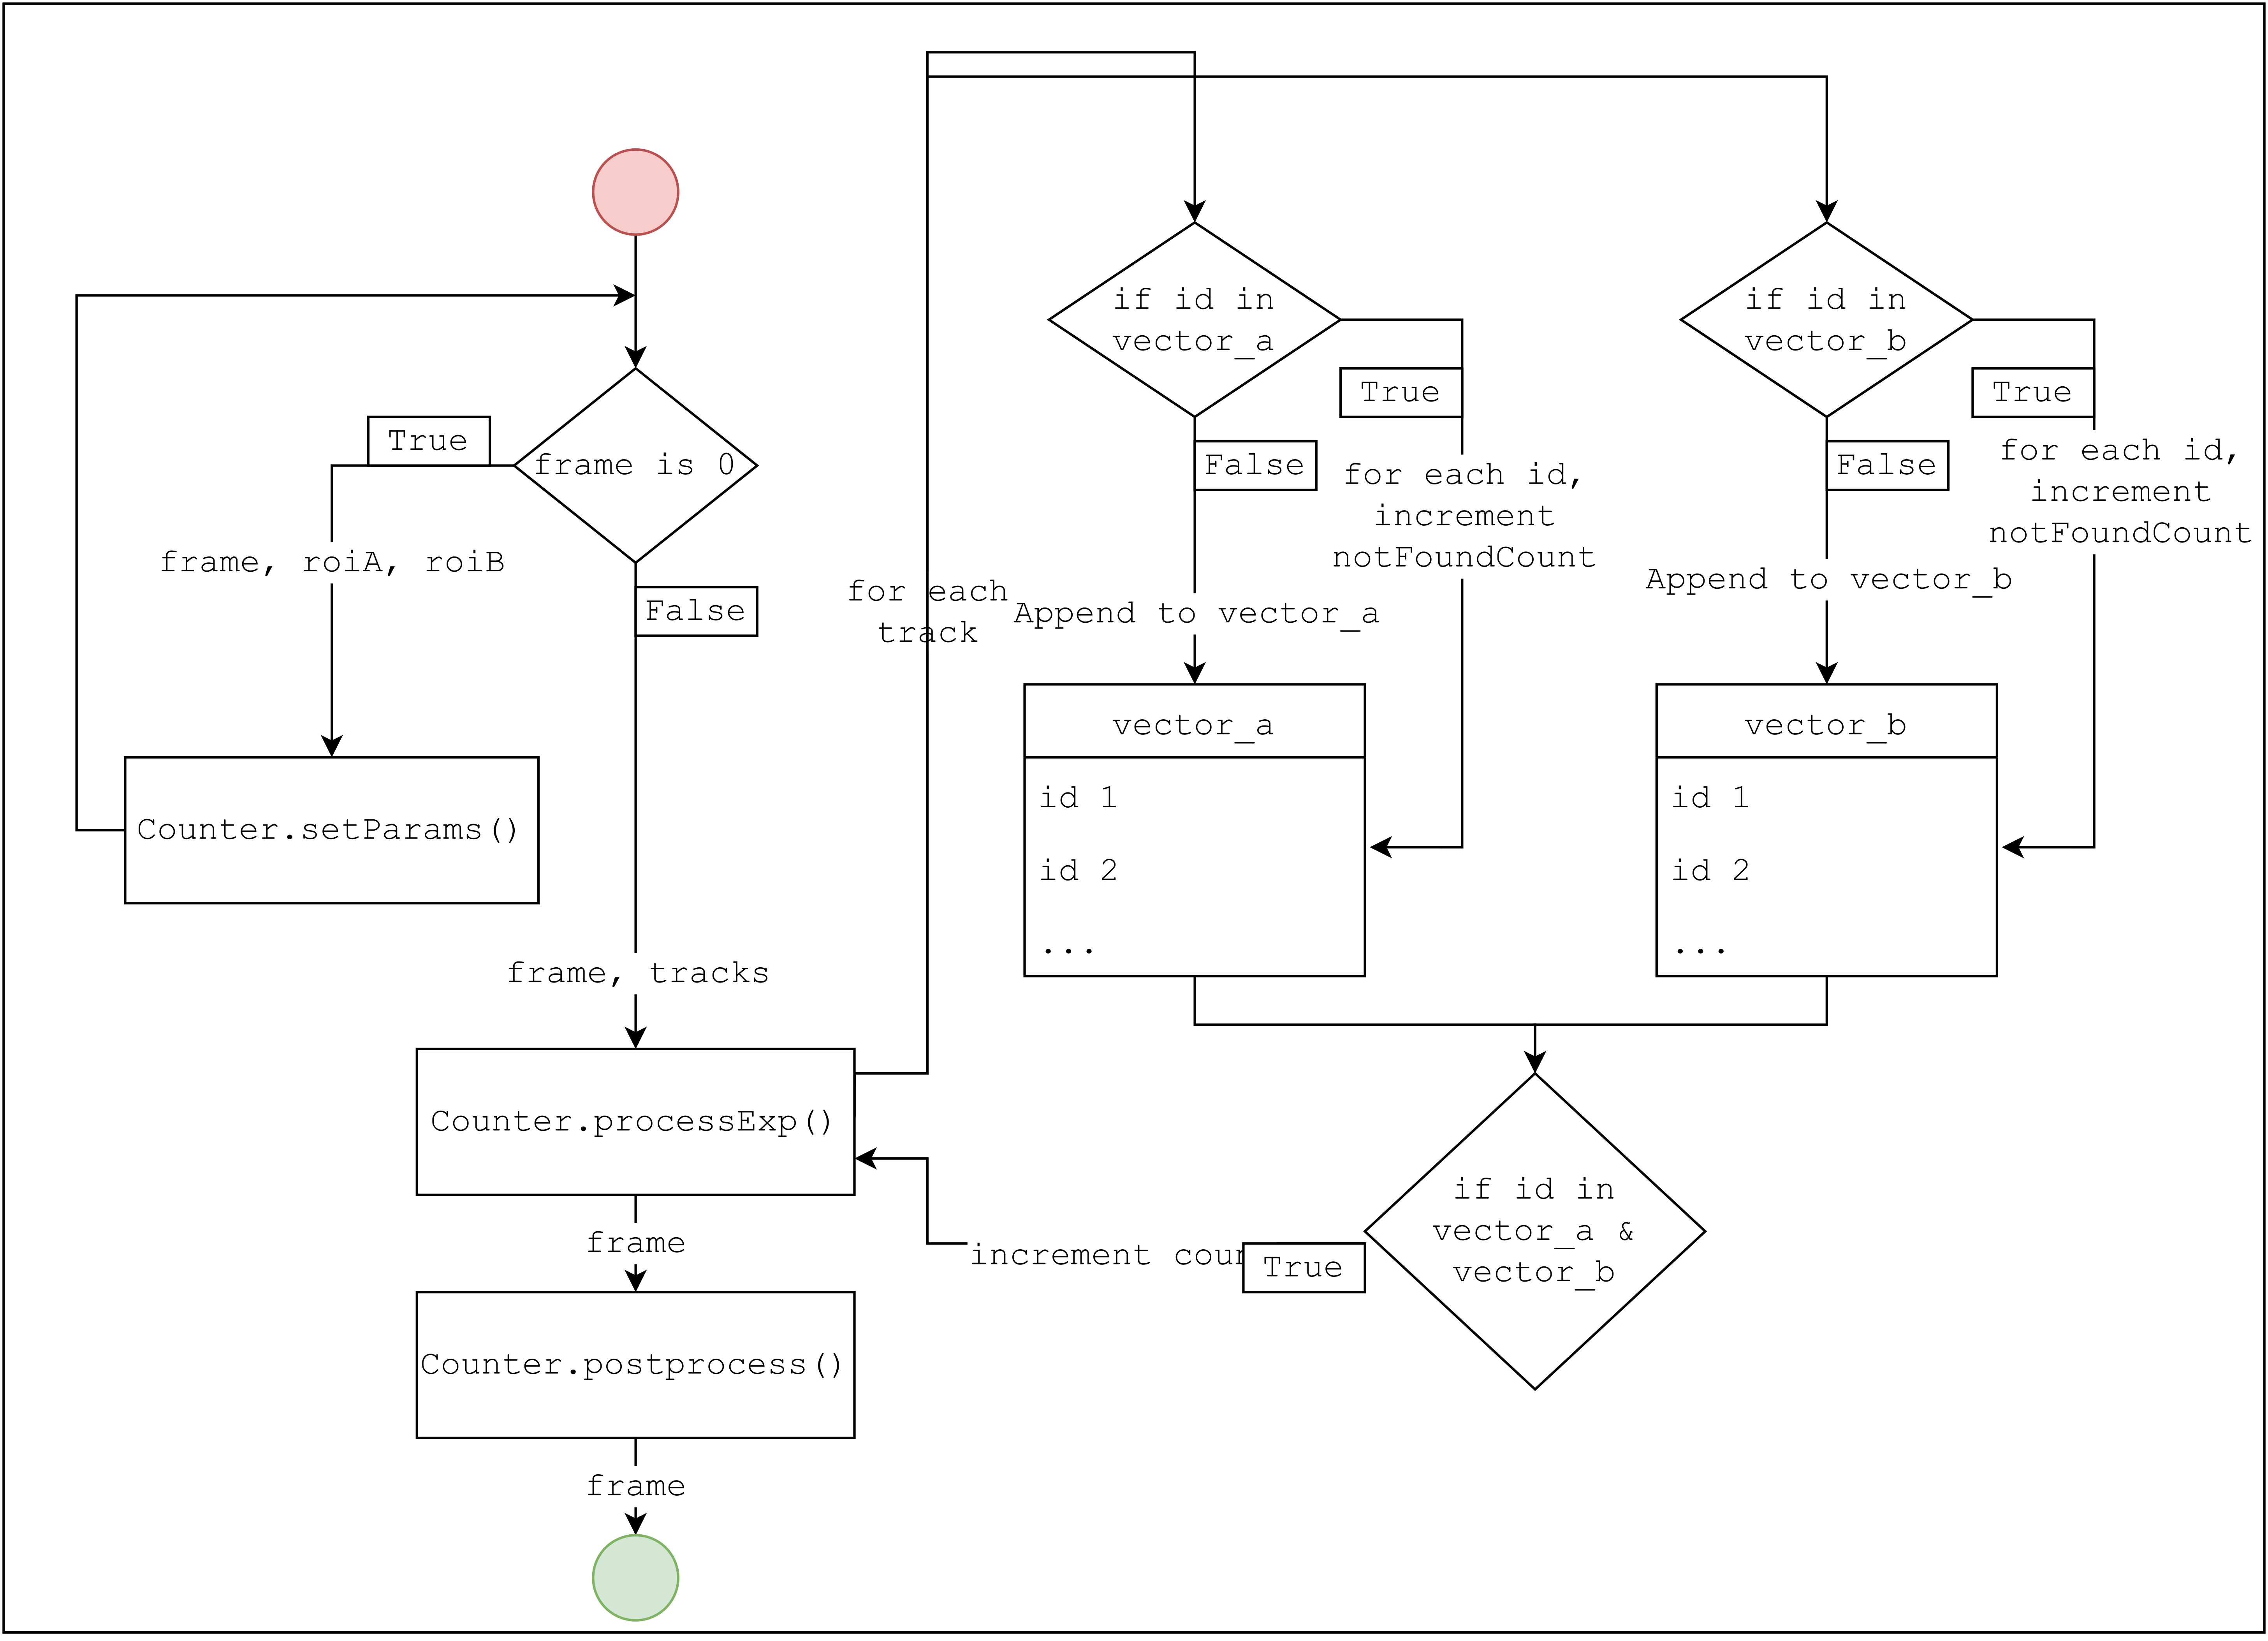 True
frame is 0
frame, roiA, roiB
False
Counter.setParams()
frame, tracks
Counter.processExp()
frame
Counter.postprocess()
frame
for each
track
if id in
vector_a
True
False
for each id,
increment
notFoundCount
Append to vector_a
vector_a
id 1
id 2
...
if id in
vector_b
True
False
for each id,
increment
notFoundCount
Append to vector_b
vector_b
id 1
id 2
...
if id in
vector_a &
vector_b
True
increment